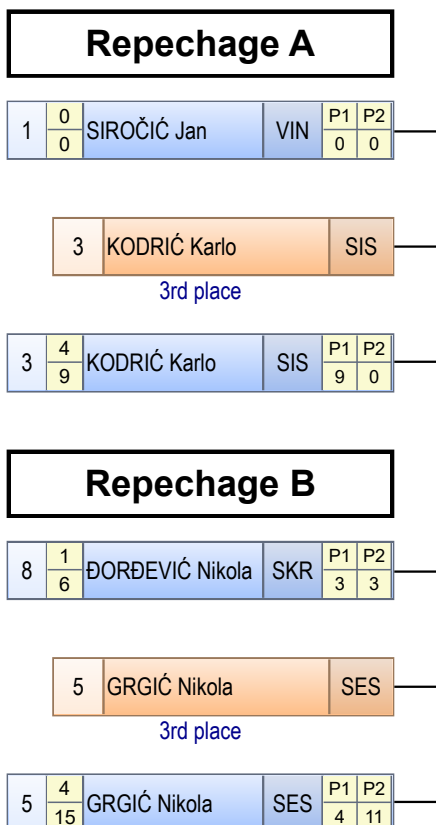 Repechage A
1 0 0 SIROČIĆ Jan VIN P1 P2 0 0
3 KODRIĆ Karlo SIS
3rd place
3 4 9 KODRIĆ Karlo SIS P1 P2 9 0
Repechage B
8 1 6 ĐORĐEVIĆ Nikola SKR P1 P2 3 3
5 GRGIĆ Nikola SES
3rd place
5 4 15 GRGIĆ Nikola SES P1 P2 4 11